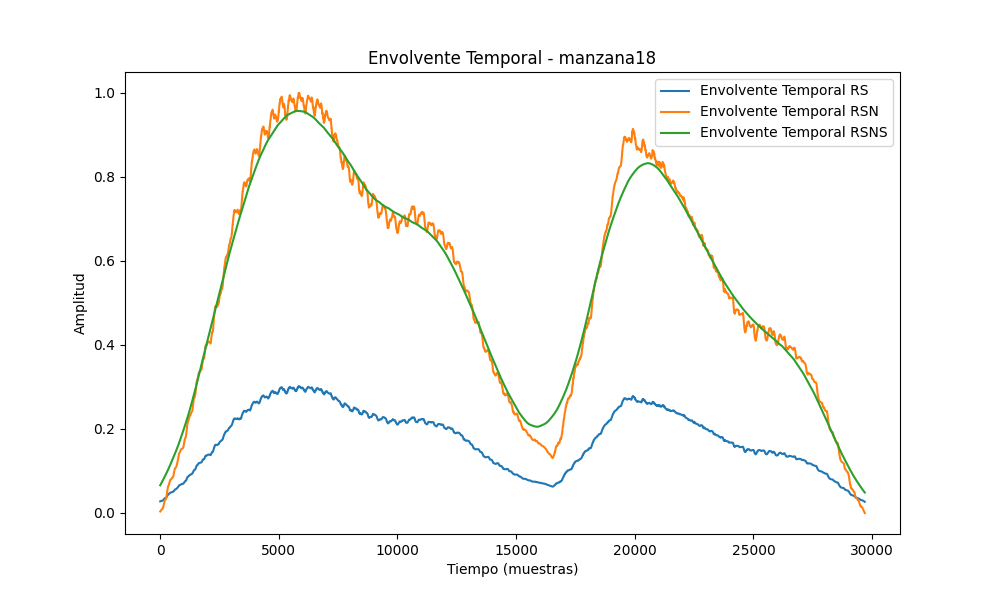 Envolvente Temporal - manzana18
Envolvente Temporal RS
Envolvente Temporal RSN
Envolvente Temporal RSNS
Amplitud
1.0
0.8
0.6
0.4
0.2
0.0
0 5000 10000 15000 20000 25000 30000
Tiempo (muestras)